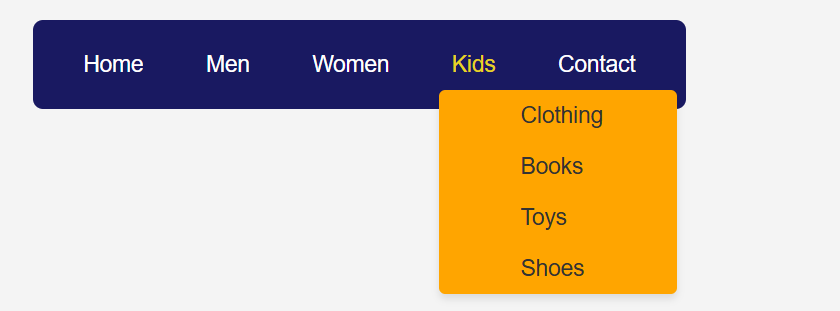 Home Men Women Kids Contact
Clothing
Books
Toys
Shoes